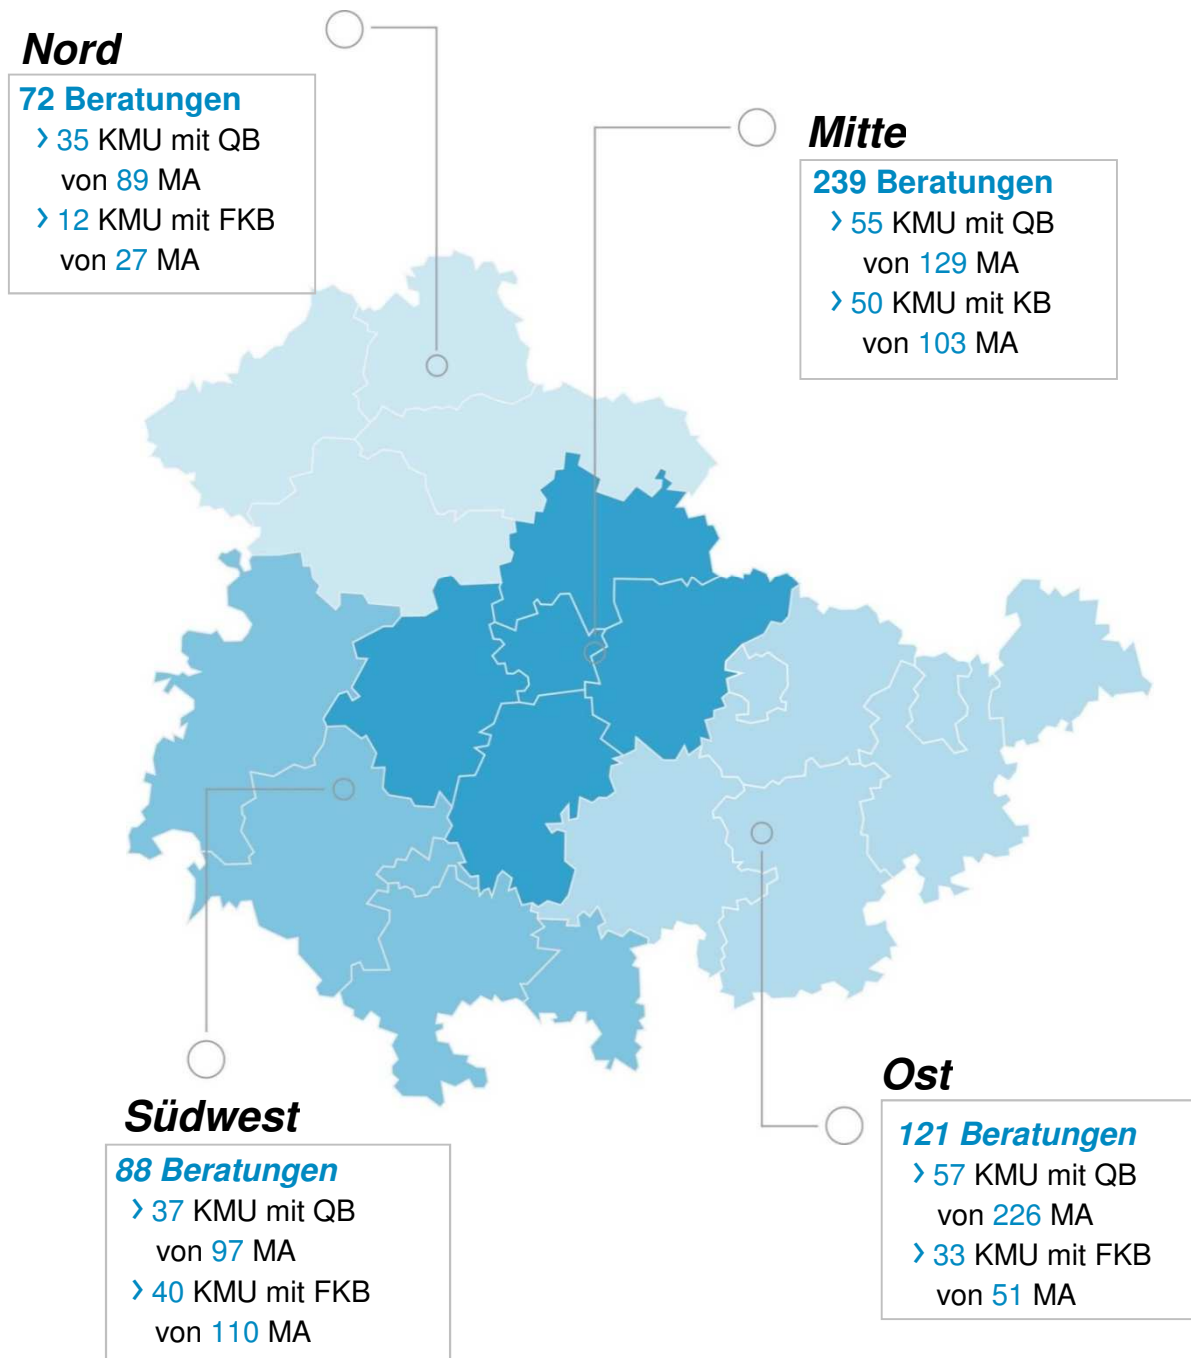 Nord
72 Beratungen
› 35 KMU mit QB
von 89 MA
› 12 KMU mit FKB
von 27 MA
Mitte
239 Beratungen
› 55 KMU mit QB
von 129 MA
› 50 KMU mit KB
von 103 MA
Südwest
88 Beratungen
› 37 KMU mit QB
von 97 MA
› 40 KMU mit FKB
von 110 MA
Ost
121 Beratungen
› 57 KMU mit QB
von 226 MA
› 33 KMU mit FKB
von 51 MA